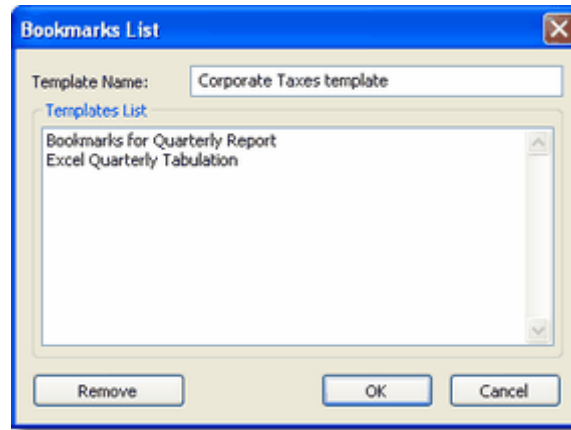 Bookmarks List
Template Name: Corporate Taxes template
Templates List
Bookmarks for Quarterly Report
Excel Quarterly Tabulation
Remove OK Cancel